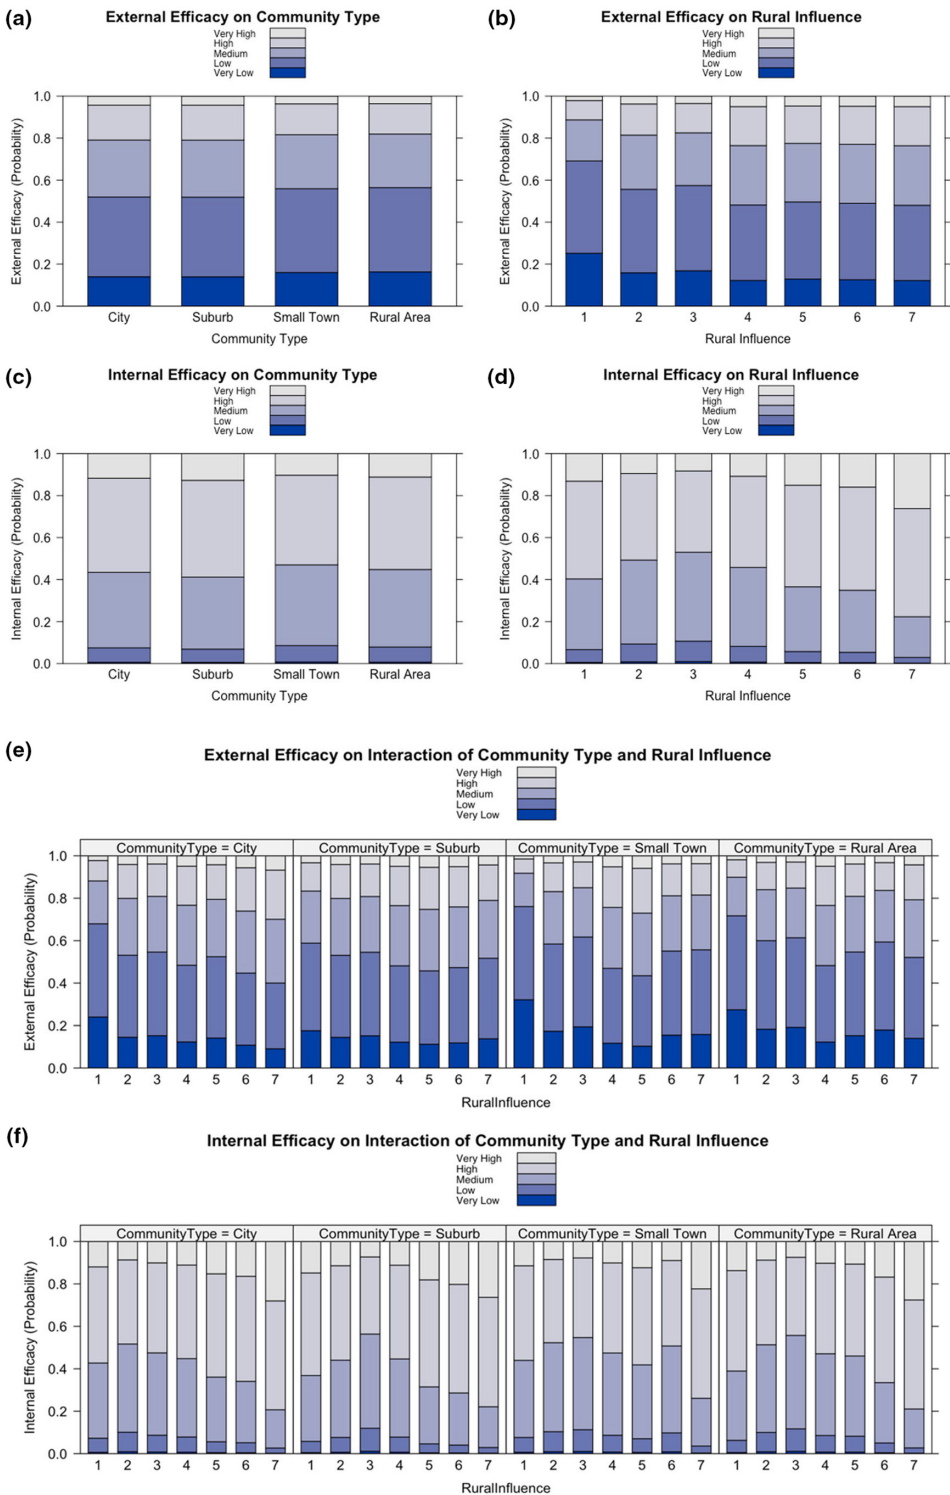 (a)
External Efficacy on Community Type
Very High
High
Medium
Low
Very Low
External Efficacy (Probability)
1.0
0.8
0.6
0.4
0.2
0.0
City Suburb Small Town Rural Area
Community Type
(b)
External Efficacy on Rural Influence
Very High
High
Medium
Low
Very Low
External Efficacy (Probability)
1.0
0.8
0.6
0.4
0.2
0.0
1 2 3 4 5 6 7
Rural Influence
(c)
Internal Efficacy on Community Type
Very High
High
Medium
Low
Very Low
Internal Efficacy (Probability)
1.0
0.8
0.6
0.4
0.2
0.0
City Suburb Small Town Rural Area
Community Type
(d)
Internal Efficacy on Rural Influence
Very High
High
Medium
Low
Very Low
Internal Efficacy (Probability)
1.0
0.8
0.6
0.4
0.2
0.0
1 2 3 4 5 6 7
Rural Influence
(e)
External Efficacy on Interaction of Community Type and Rural Influence
Very High
High
Medium
Low
Very Low
CommunityType = City CommunityType = Suburb CommunityType = Small Town CommunityType = Rural Area
External Efficacy (Probability)
1.0
0.8
0.6
0.4
0.2
0.0
1 2 3 4 5 6 7 1 2 3 4 5 6 7 1 2 3 4 5 6 7 1 2 3 4 5 6 7
RuralInfluence
(f)
Internal Efficacy on Interaction of Community Type and Rural Influence
Very High
High
Medium
Low
Very Low
CommunityType = City CommunityType = Suburb CommunityType = Small Town CommunityType = Rural Area
Internal Efficacy (Probability)
1.0
0.8
0.6
0.4
0.2
0.0
1 2 3 4 5 6 7 1 2 3 4 5 6 7 1 2 3 4 5 6 7 1 2 3 4 5 6 7
RuralInfluence